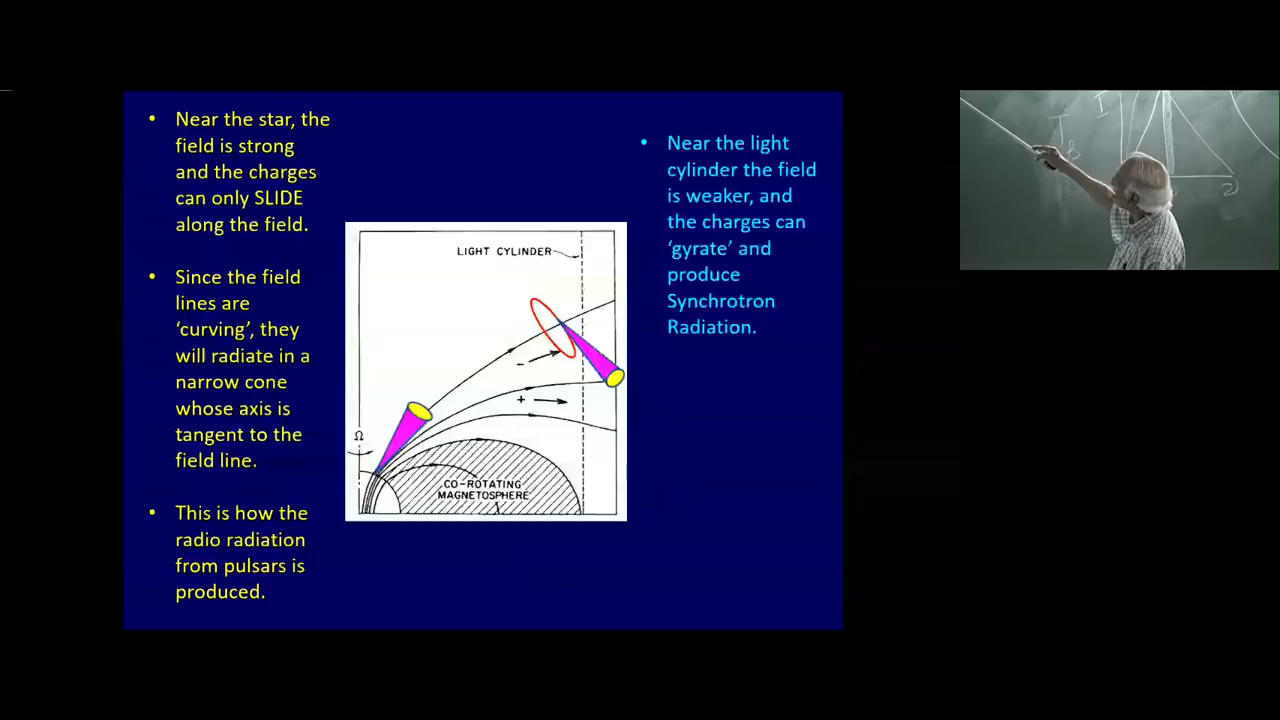 • Near the star, the
field is strong
and the charges
can only SLIDE
along the field.
• Since the field
lines are
‘curving’, they
will radiate in a
narrow cone
whose axis is
tangent to the
field line.
• This is how the
radio radiation
from pulsars is
produced.
LIGHT CYLINDER
-
+
Ω
CO-ROTATING
MAGNETOSPHERE
• Near the light
cylinder the field
is weaker, and
the charges can
‘gyrate’ and
produce
Synchrotron
Radiation.
I